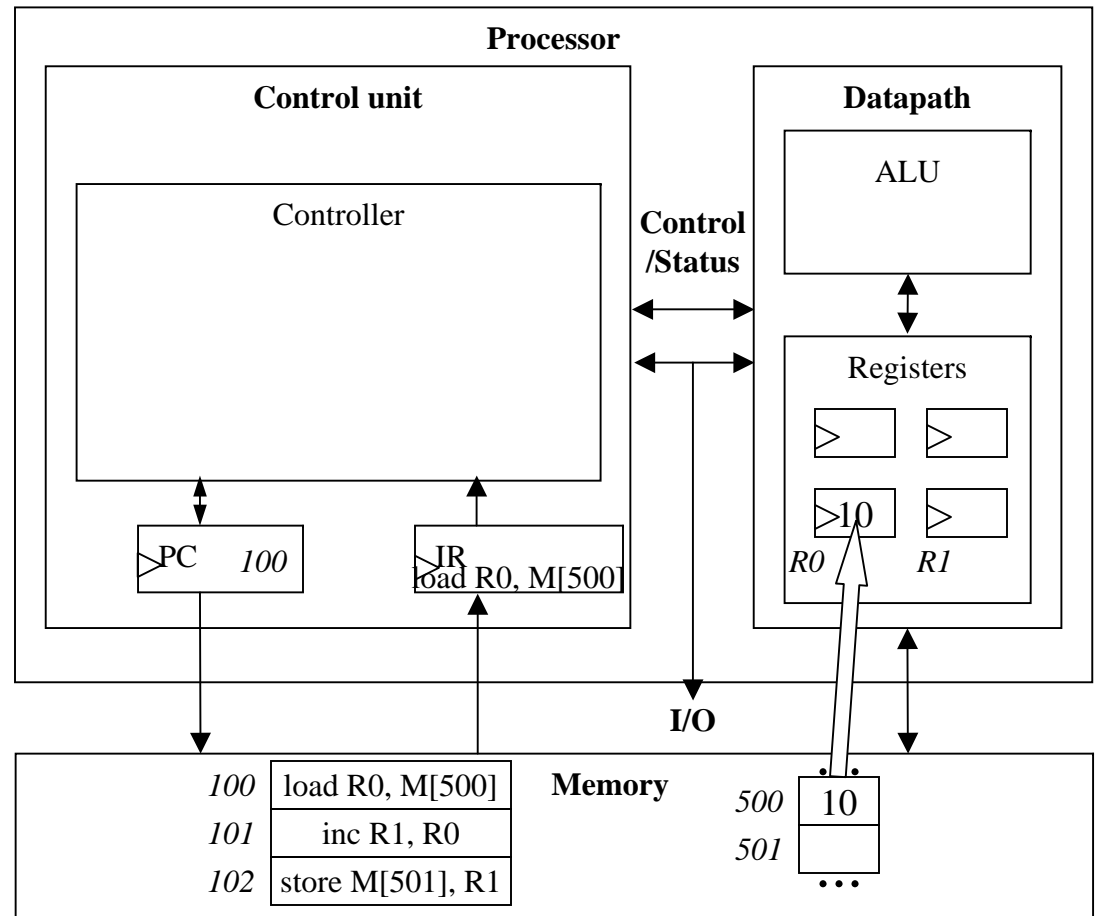 Processor
Control unit
Datapath
ALU
Controller
Control
/Status
Registers
10
R0 R1
PC 100
IR
load R0, M[500]
I/O
Memory
100 load R0, M[500]
101 inc R1, R0
102 store M[501], R1
...
500 10
501
...